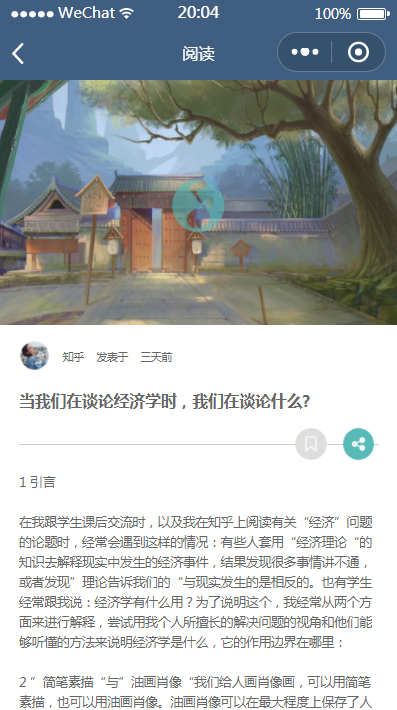 WeChat 20:04 100%
阅读
知乎 发表于 三天前
当我们在谈论经济学时，我们在谈论什么?
1 引言
在我跟学生课后交流时，以及我在知乎上阅读有关“经济”问题
的论题时，经常会遇到这样的情况：有些人套用“经济理论“的
知识去解释现实中发生的经济事件，结果发现很多事情讲不通，
或者发现”理论告诉我们的“与现实发生的是相反的。也有学生
经常跟我说：经济学有什么用？为了说明这个，我经常从两个方
面来进行解释，尝试用我个人所擅长的解决问题的视角和他们能
够听懂的方法来说明经济学是什么，它的作用边界在哪里：
2 ”简笔素描“与”油画肖像“我们给人画肖像画，可以用简笔
素描，也可以用油画肖像。油画肖像可以在最大程度上保存了人